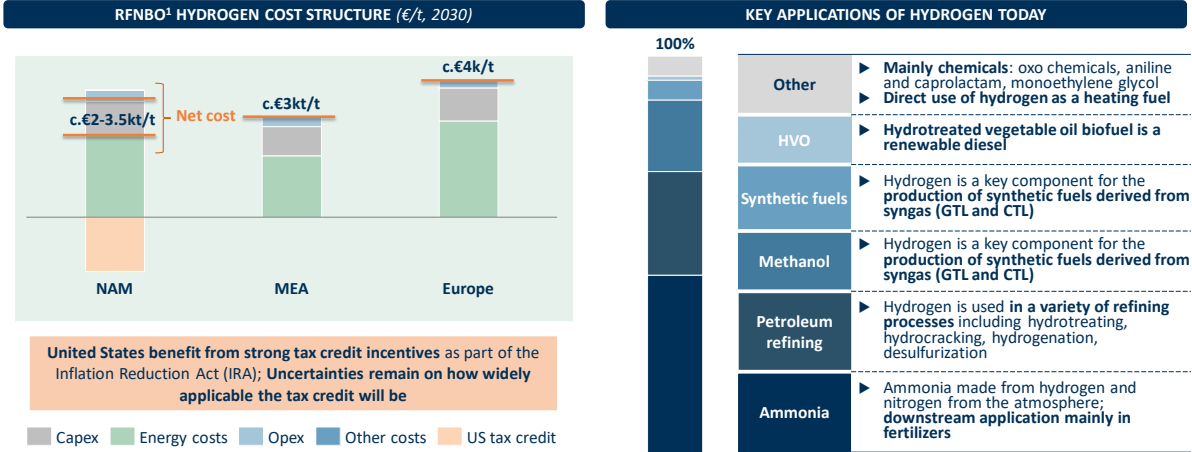 RFNBO¹ HYDROGEN COST STRUCTURE (€/t, 2030)
c.€2-3.5kt/t
Net cost
c.€3kt/t
c.€4k/t
NAM
MEA
Europe
United States benefit from strong tax credit incentives as part of the
Inflation Reduction Act (IRA); Uncertainties remain on how widely
applicable the tax credit will be
Capex
Energy costs
Opex
Other costs
US tax credit
KEY APPLICATIONS OF HYDROGEN TODAY
100%
Other
▶ Mainly chemicals: oxo chemicals, aniline
and caprolactam, monoethylene glycol
▶ Direct use of hydrogen as a heating fuel
HVO
▶ Hydrotreated vegetable oil biofuel is a
renewable diesel
Synthetic fuels
▶ Hydrogen is a key component for the
production of synthetic fuels derived from
syngas (GTL and CTL)
Methanol
▶ Hydrogen is a key component for the
production of synthetic fuels derived from
syngas (GTL and CTL)
Petroleum
refining
▶ Hydrogen is used in a variety of refining
processes including hydrotreating,
hydrocracking, hydrogenation,
desulfurization
Ammonia
▶ Ammonia made from hydrogen and
nitrogen from the atmosphere;
downstream application mainly in
fertilizers